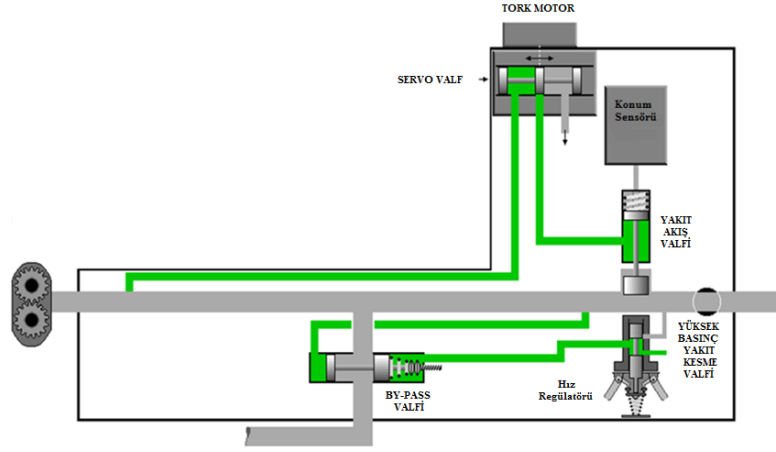 TORK MOTOR
SERVO VALF
Konum
Sensörü
YAKIT
AKIŞ
VALFİ
YÜKSEK
BASINÇ
YAKIT
KESME
VALFİ
Hız
Regülatörü
BY-PASS
VALFİ